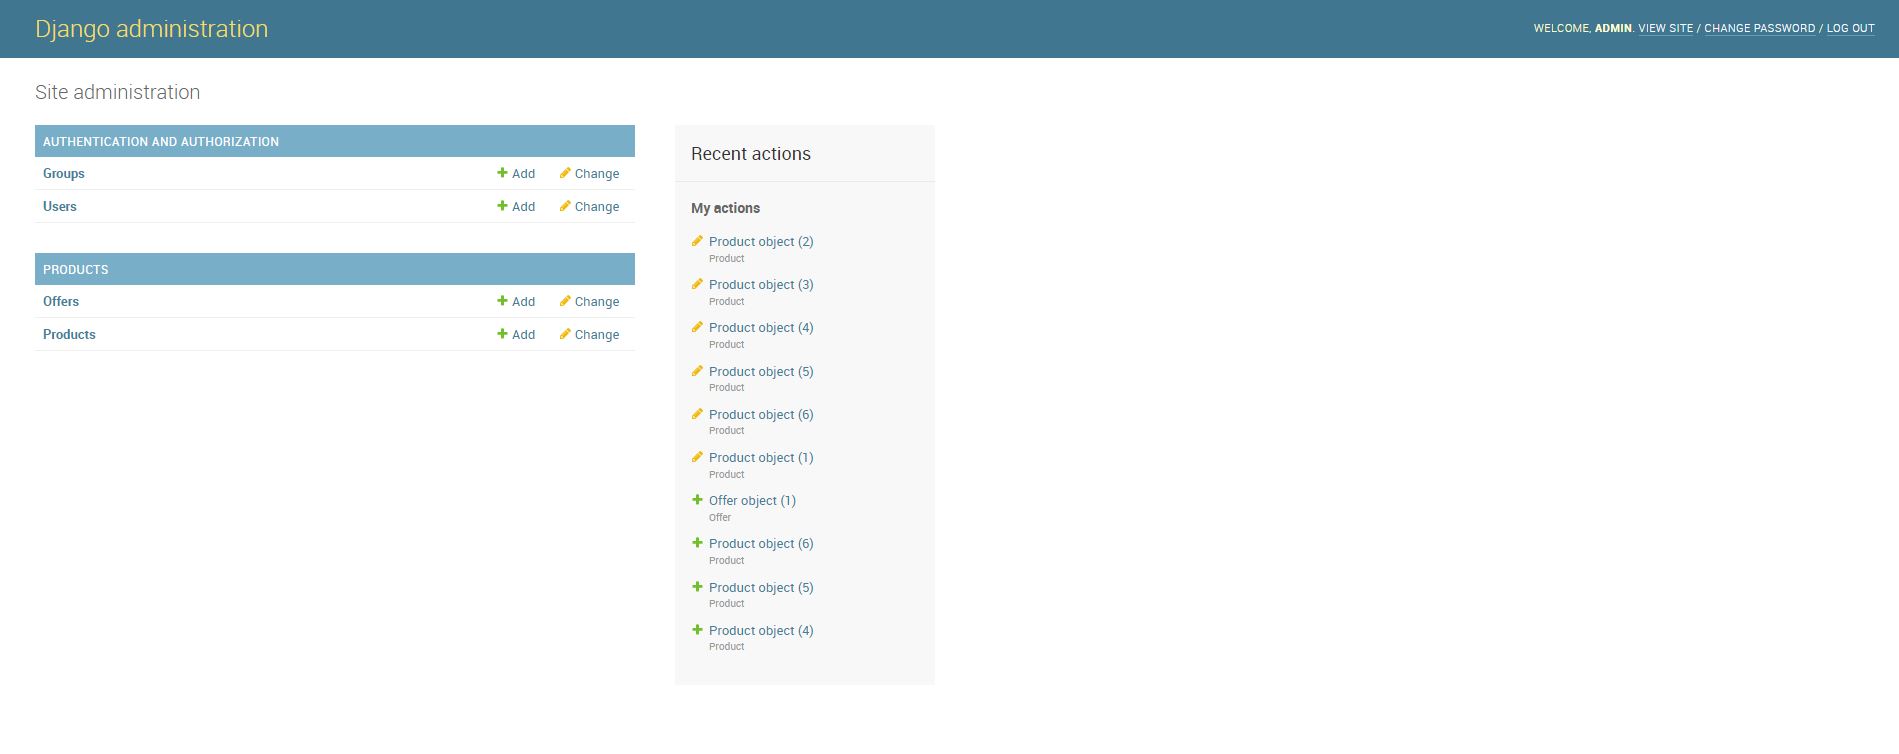 Django administration
WELCOME, ADMIN. VIEW SITE / CHANGE PASSWORD / LOG OUT
Site administration
AUTHENTICATION AND AUTHORIZATION
Groups Add Change
Users Add Change
PRODUCTS
Offers Add Change
Products Add Change
Recent actions
My actions
Product object (2)
Product
Product object (3)
Product
Product object (4)
Product
Product object (5)
Product
Product object (6)
Product
Product object (1)
Product
Offer object (1)
Offer
Product object (6)
Product
Product object (5)
Product
Product object (4)
Product